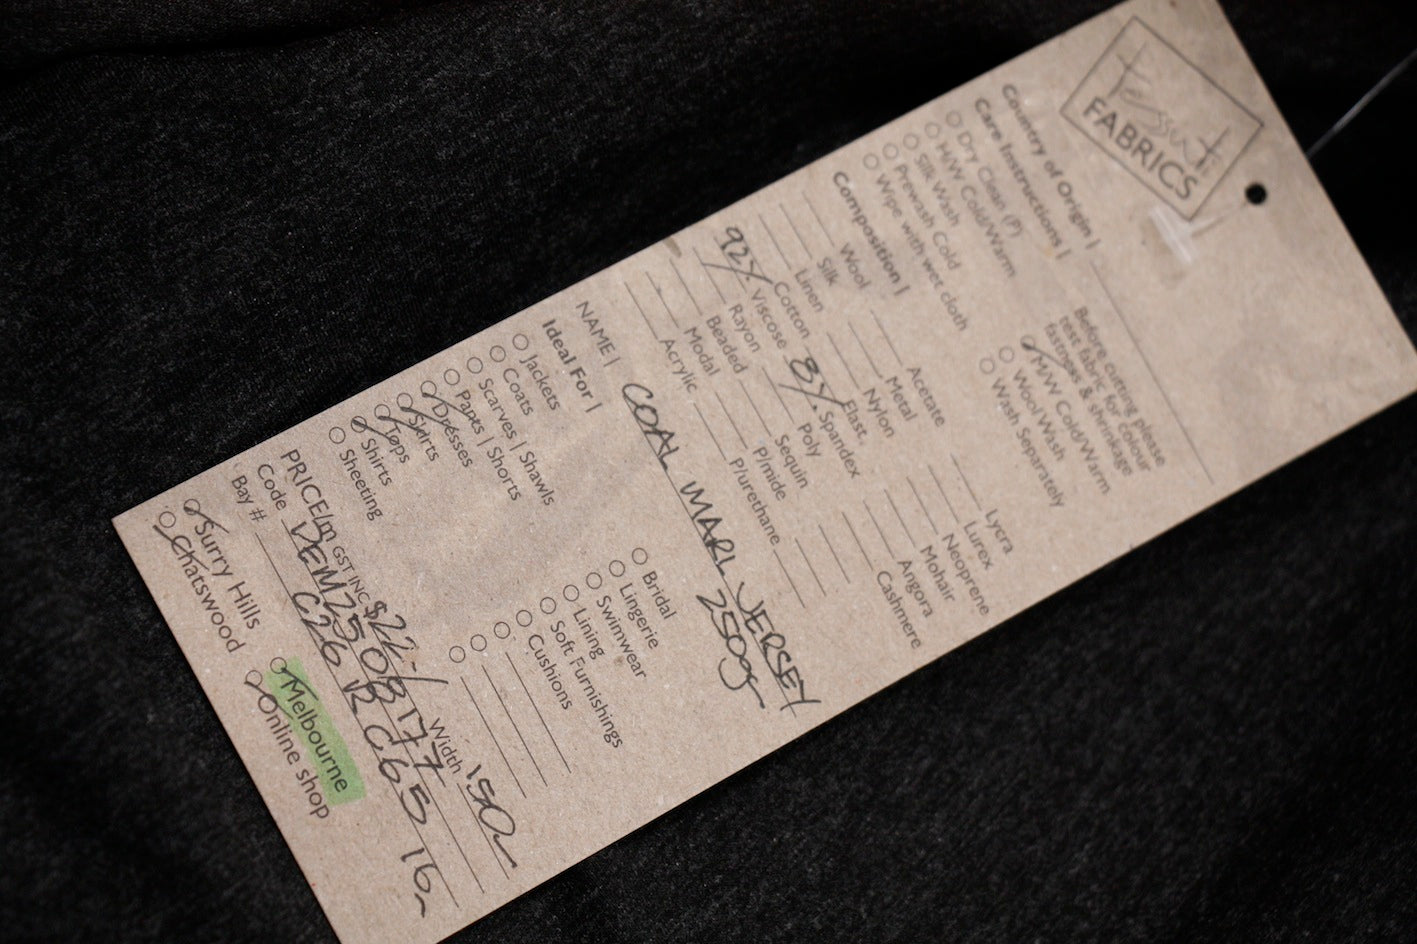 Tessuti
FABRICS
Country of Origin |
Care Instructions |
Dry Clean (P)
H/W Cold/Warm
Silk Wash
Prewash Cold
Wipe with wet cloth
Before cutting please
test fabric for colour
fastness & shrinkage
M/W Cold/Warm
Wool Wash
Wash Separately
Composition |
Wool
Silk
Linen
Cotton
92% Viscose
Rayon
Beaded
Modal
Acrylic
Acetate
Metal
Nylon
Elast.
8% Spandex
Poly
Sequin
P/mide
P/urethane
Lycra
Lurex
Neoprene
Mohair
Angora
Cashmere
NAME | COAL MARL JERSEY
250g
Ideal For |
Jackets
Coats
Scarves | Shawls
Pants | Shorts
Dresses
Skirts
Tops
Shirts
Sheeting
Bridal
Lingerie
Swimwear
Lining
Soft Furnishings
Cushions
PRICE/m GST INC $22-/ Width 150
Code
Bay #
Surry Hills
Chatswood
Melbourne
Online shop